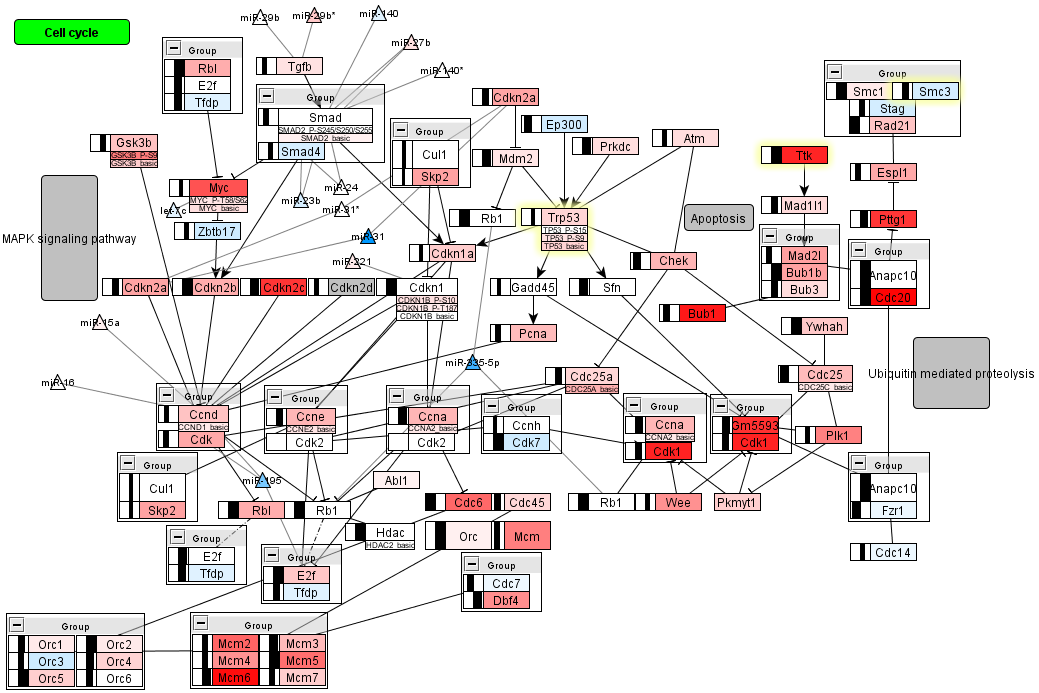 Cell cycle
miR-29b
miR-29b*
miR-140
miR-27b
miR-140*
Group
Rbl
E2f
Tfdp
Tgfb
Group
Smad
SMAD2_P-S245/S250/S255
SMAD2_basic
Smad4
Group
Cul1
Skp2
Cdkn2a
Ep300
Mdm2
Prkdc
Atm
Group
Smc1
Smc3
Stag
Rad21
Gsk3b
GSK3B_P-S9
GSK3B_basic
Ttk
Espl1
Myc
MYC_P-T58/S62
MYC_basic
let-7c
miR-24
miR-23b
miR-31*
Rb1
Trp53
TP53_P-S15
TP53_P-S9
TP53_basic
Apoptosis
Mad1l1
Pttg1
MAPK signaling pathway
Zbtb17
miR-31
Cdkn1a
miR-221
Chek
Group
Mad2l
Bub1b
Bub3
Group
Anapc10
Cdc20
Cdkn2a
Cdkn2b
Cdkn2c
Cdkn2d
Cdkn1
CDKN1B_P-S10
CDKN1B_P-T187
CDKN1B_basic
Gadd45
Sfn
Bub1
miR-15a
Pcna
Ywhah
miR-16
miR-335-5p
Cdc25a
CDC25A_basic
Cdc25
CDC25C_basic
Ubiquitin mediated proteolysis
Group
Ccnd
CCND1_basic
Cdk
Group
Ccne
CCNE2_basic
Cdk2
Group
Ccna
CCNA2_basic
Cdk2
Group
Ccnh
Cdk7
Group
Ccna
CCNA2_basic
Cdk1
Group
Gm5593
Cdk1
Plk1
Group
Cul1
Skp2
miR-195
Abl1
Group
Anapc10
Fzr1
Rbl
Rb1
Cdc6
Cdc45
Rb1
Wee
Pkmyt1
Group
E2f
Tfdp
Hdac
HDAC2_basic
Orc
Mcm
Cdc14
Group
E2f
Tfdp
Group
Cdc7
Dbf4
Group
Orc1
Orc2
Orc3
Orc4
Orc5
Orc6
Group
Mcm2
Mcm3
Mcm4
Mcm5
Mcm6
Mcm7